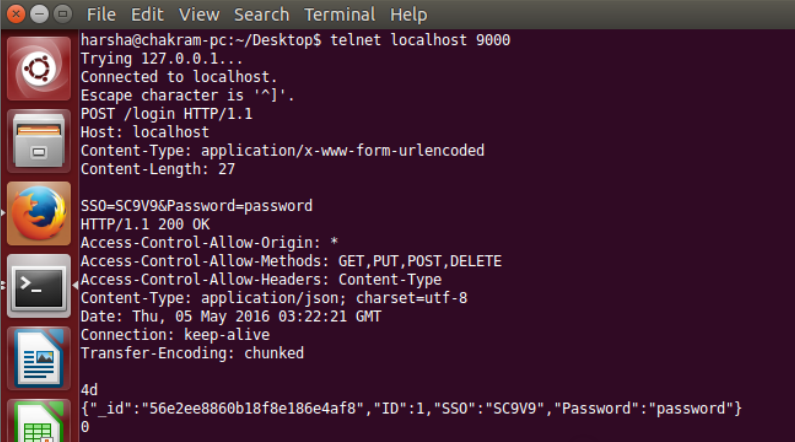 File Edit View Search Terminal Help
harsha@chakram-pc:~/Desktop$ telnet localhost 9000
Trying 127.0.0.1...
Connected to localhost.
Escape character is '^]'.
POST /login HTTP/1.1
Host: localhost
Content-Type: application/x-www-form-urlencoded
Content-Length: 27

SSO=SC9V9&Password=password
HTTP/1.1 200 OK
Access-Control-Allow-Origin: *
Access-Control-Allow-Methods: GET,PUT,POST,DELETE
Access-Control-Allow-Headers: Content-Type
Content-Type: application/json; charset=utf-8
Date: Thu, 05 May 2016 03:22:21 GMT
Connection: keep-alive
Transfer-Encoding: chunked

4d
{"_id":"56e2ee8860b18f8e186e4af8","ID":1,"SSO":"SC9V9","Password":"password"}
0